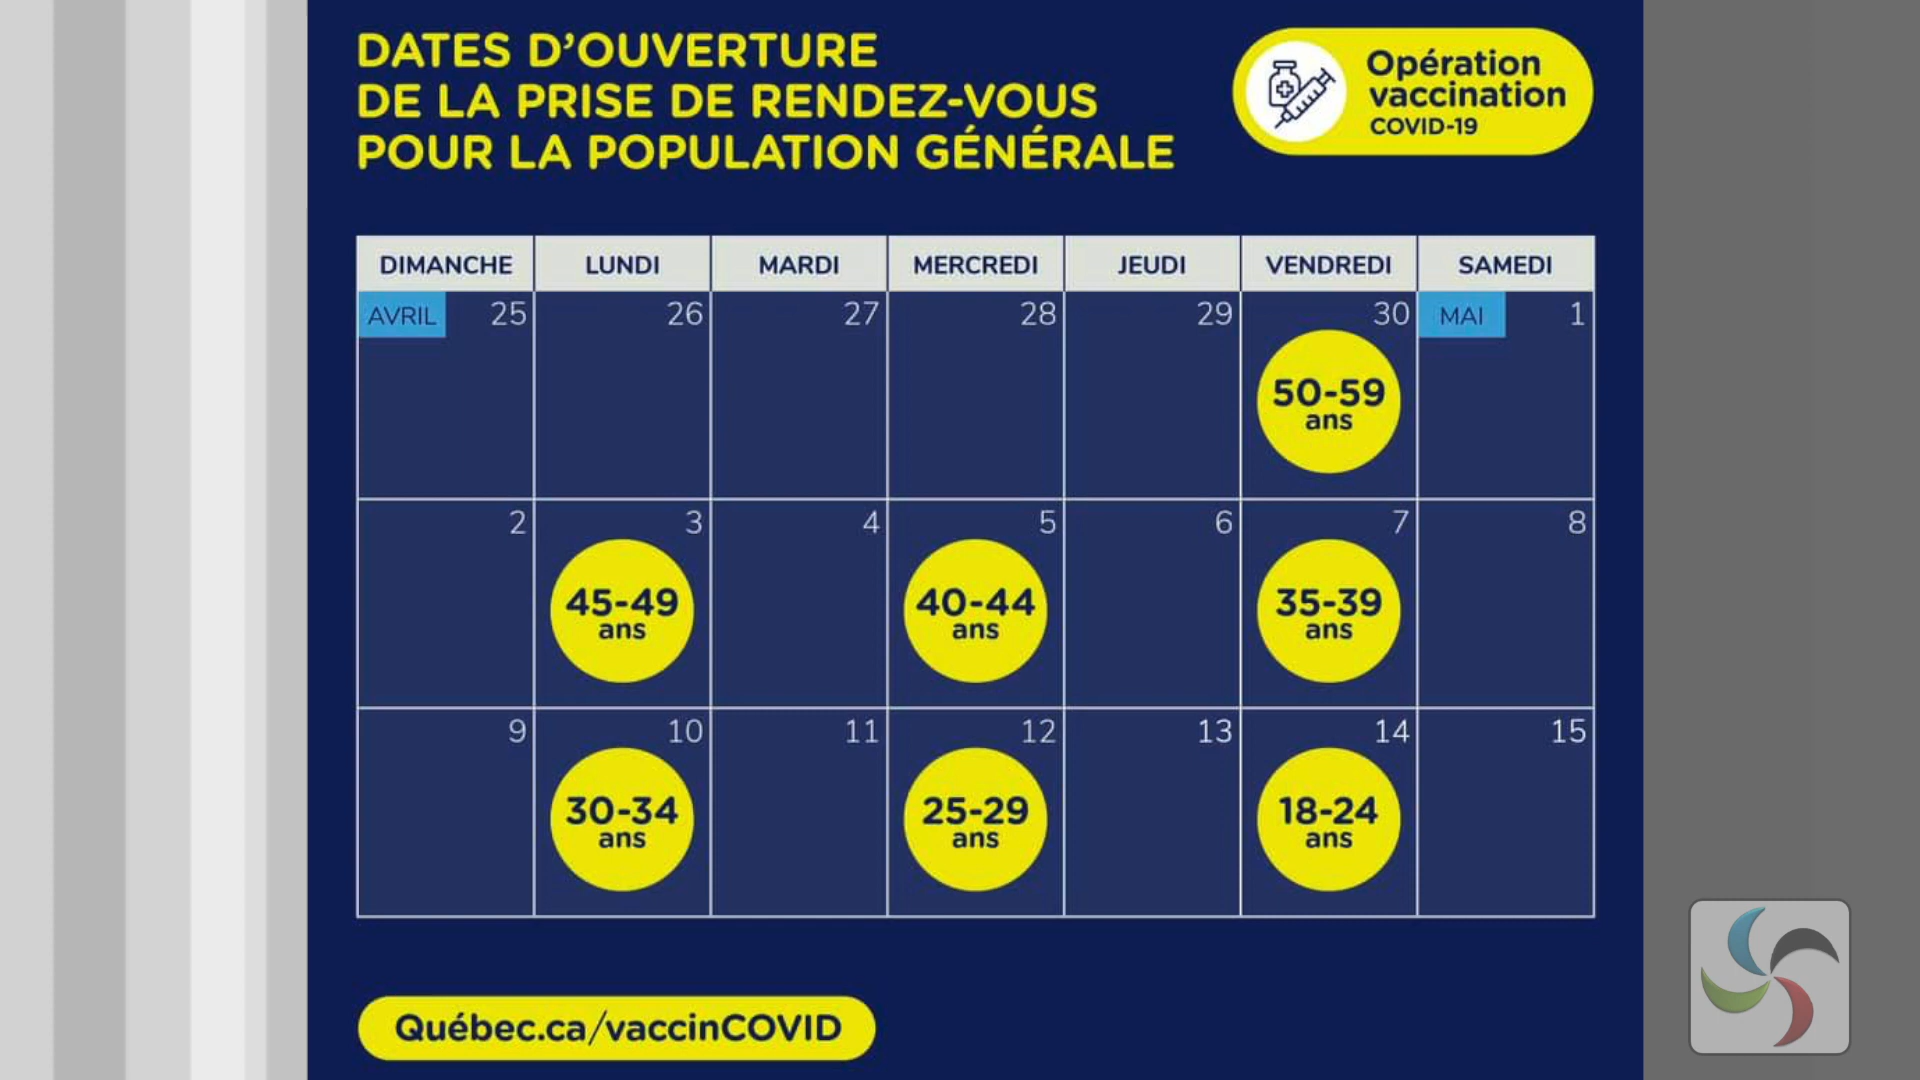 DATES D'OUVERTURE
DE LA PRISE DE RENDEZ-VOUS
POUR LA POPULATION GÉNÉRALE
Opération
vaccination
COVID-19
DIMANCHE LUNDI MARDI MERCREDI JEUDI VENDREDI SAMEDI
AVRIL 25 26 27 28 29 30 MAI 1
50-59
ans
2 3 4 5 6 7 8
45-49 40-44 35-39
ans ans ans
9 10 11 12 13 14 15
30-34 25-29 18-24
ans ans ans
Québec.ca/vaccinCOVID